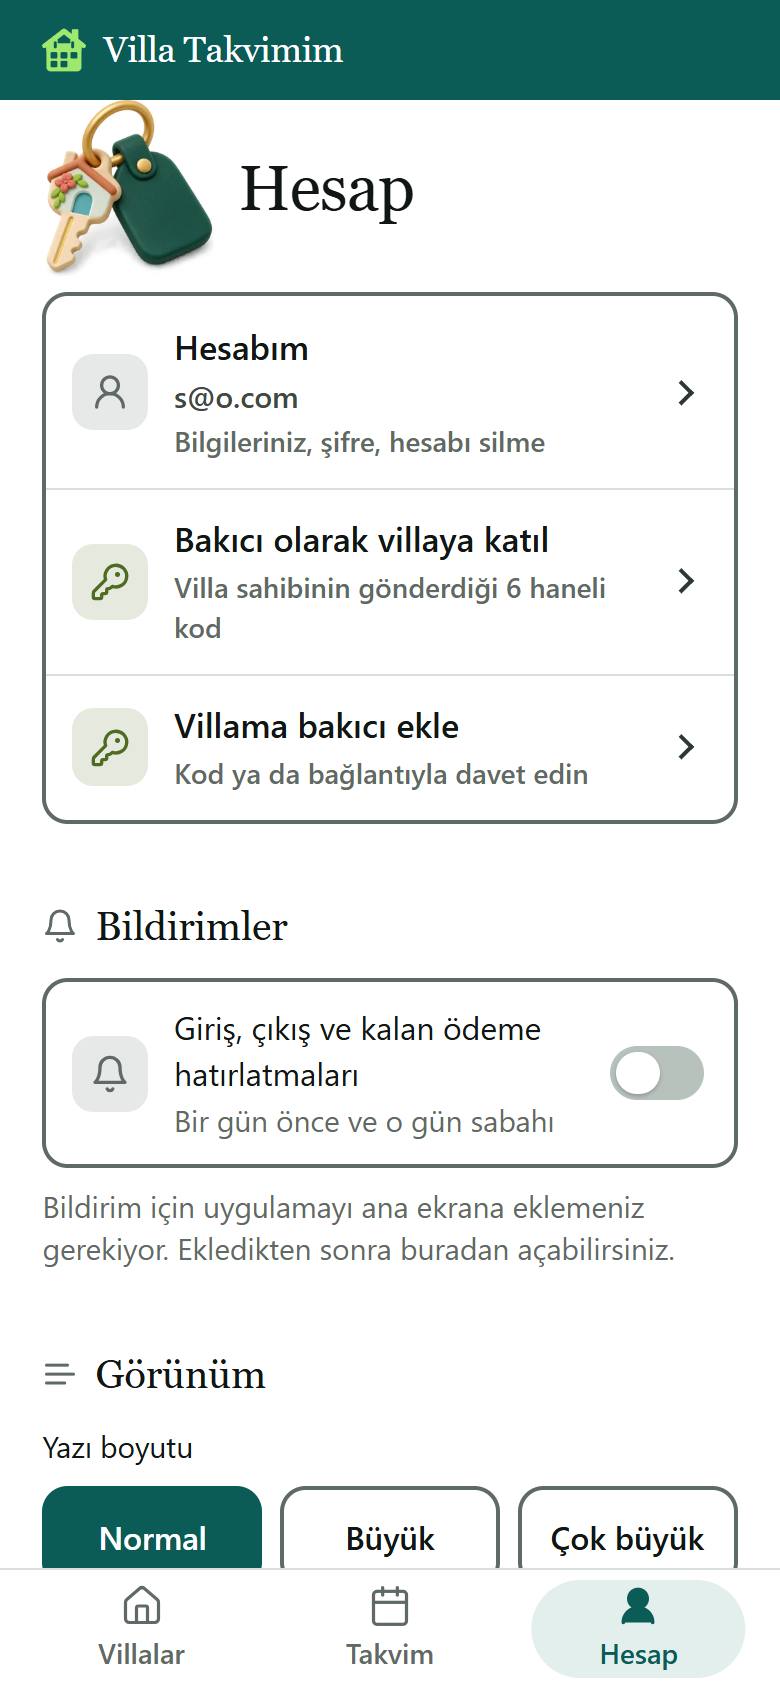 Villa Takvimim
Hesap
Hesabım
s@o.com
Bilgileriniz, şifre, hesabı silme
Bakıcı olarak villaya katıl
Villa sahibinin gönderdiği 6 haneli
kod
Villama bakıcı ekle
Kod ya da bağlantıyla davet edin
Bildirimler
Giriş, çıkış ve kalan ödeme
hatırlatmaları
Bir gün önce ve o gün sabahı
Bildirim için uygulamayı ana ekrana eklemeniz
gerekiyor. Ekledikten sonra buradan açabilirsiniz.
Görünüm
Yazı boyutu
Normal
Büyük
Çok büyük
Villalar
Takvim
Hesap